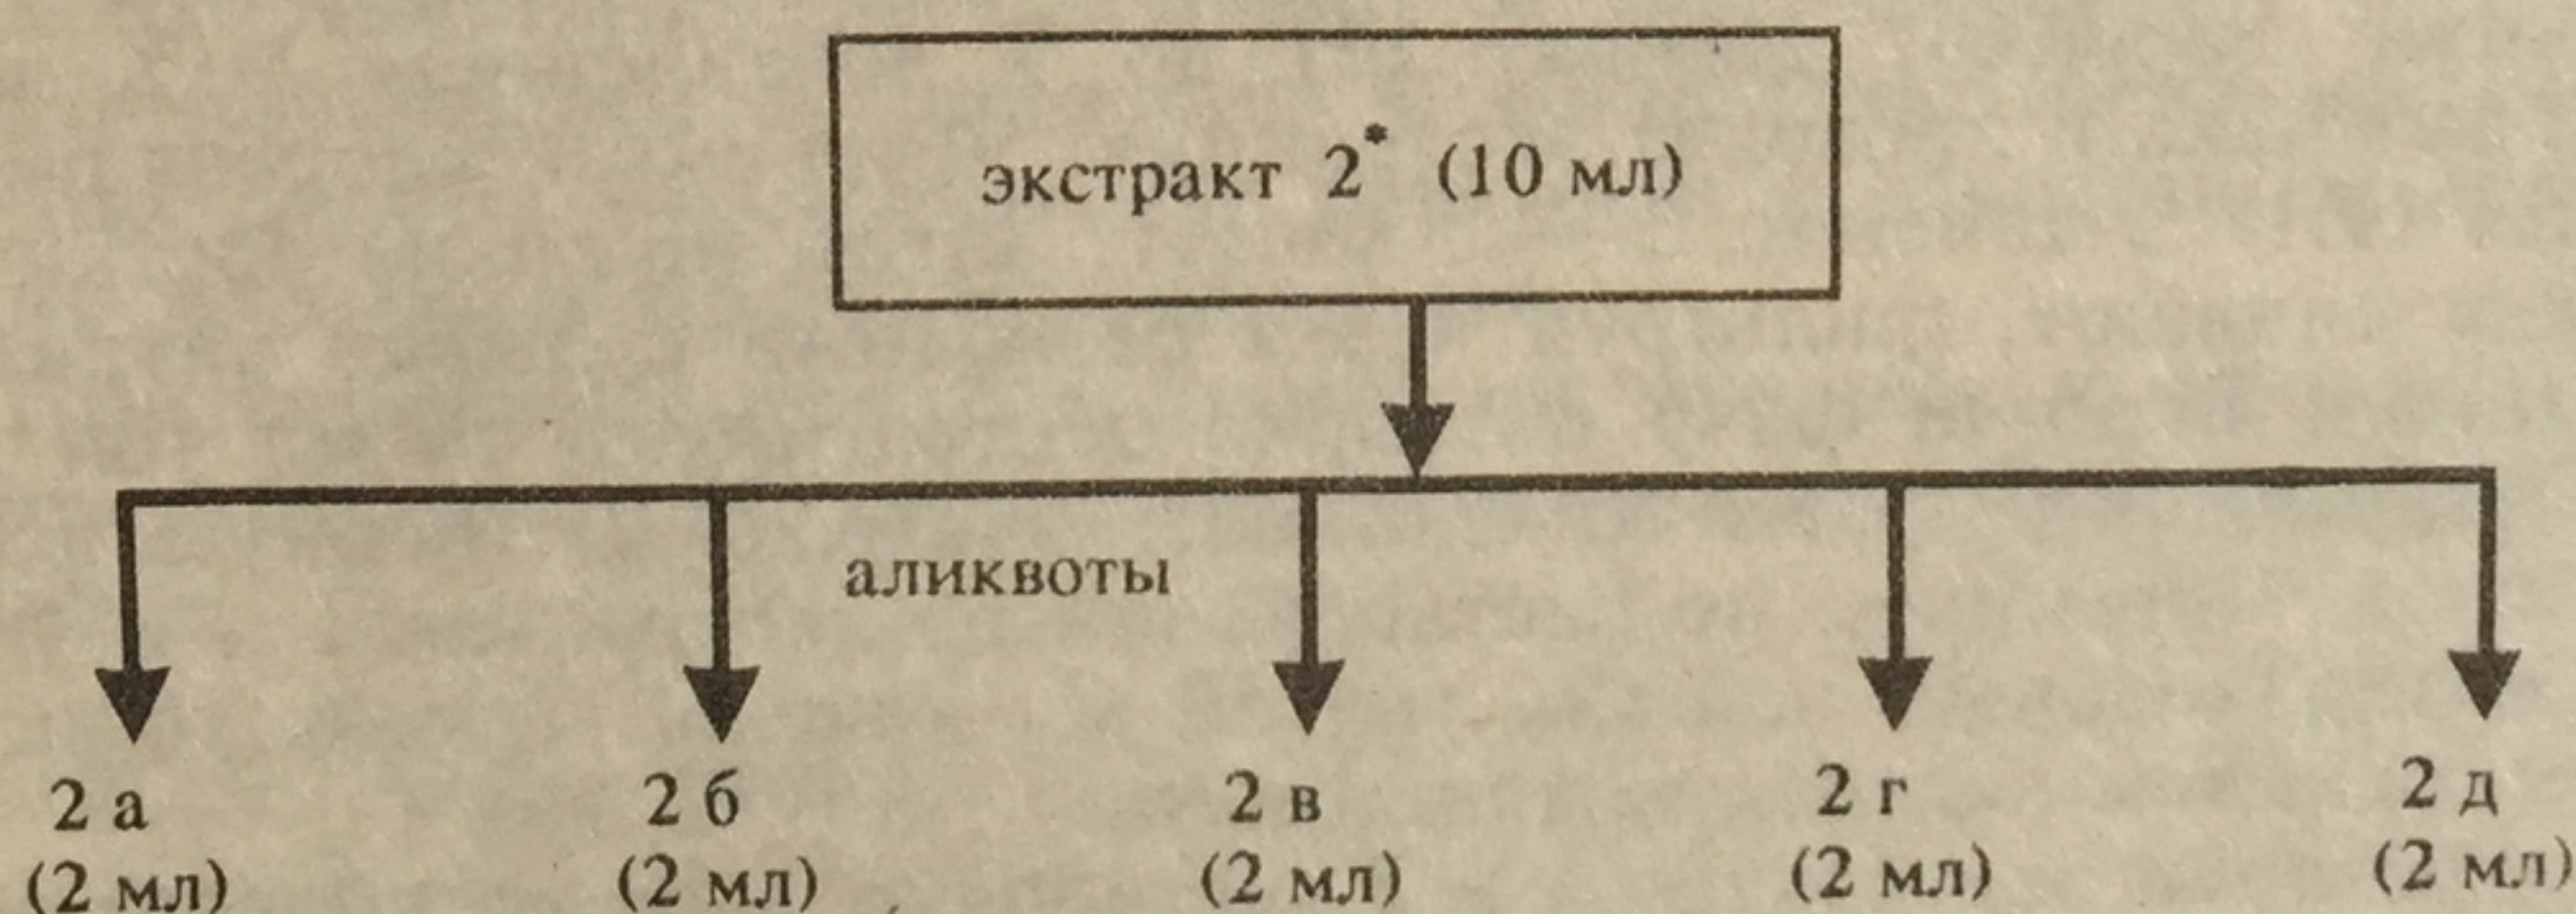 экстракт 2* (10 мл)
аликвоты
2 а
(2 мл)
2 б
(2 мл)
2 в
(2 мл)
2 г
(2 мл)
2 д
(2 мл)